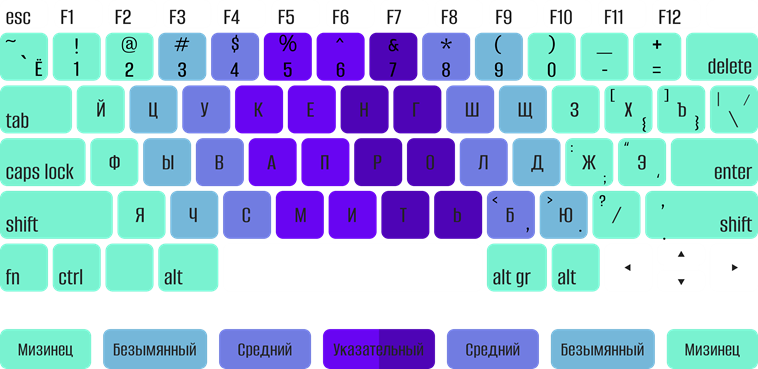 esc F1 F2 F3 F4 F5 F6 F7 F8 F9 F10 F11 F12
~ ! @ # $ % ^ & * ( ) _ +
` Ё 1 2 3 4 5 6 7 8 9 0 - = delete
tab Й Ц У К Е Н Г Ш Щ З [ Х { ] Ъ } | / \
caps lock Ф Ы В А П Р О Л Д : Ж ; “ Э , enter
shift Я Ч С М И Т Ь < Б , > Ю . ? / , . shift
fn ctrl alt alt gr alt
Мизинец Безымянный Средний Указательный Средний Безымянный Мизинец